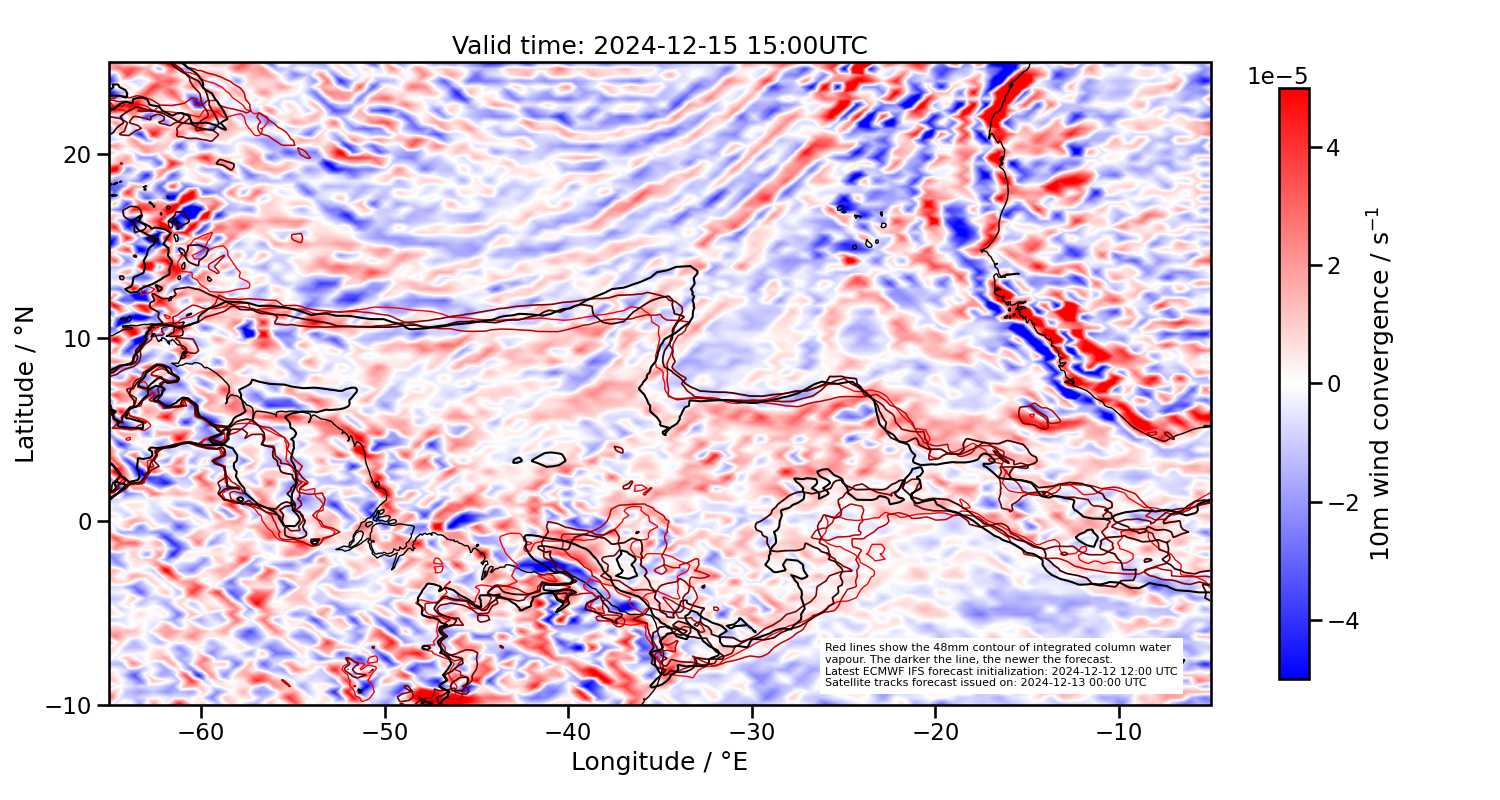 Valid time: 2024-12-15 15:00UTC
1e−5
20
10
0
−10
Latitude / °N
−60
−50
−40
−30
−20
−10
Longitude / °E
4
2
0
−2
−4
10m wind convergence / s−1
Red lines show the 48mm contour of integrated column water
vapour. The darker the line, the newer the forecast.
Latest ECMWF IFS forecast initialization: 2024-12-12 12:00 UTC
Satellite tracks forecast issued on: 2024-12-13 00:00 UTC